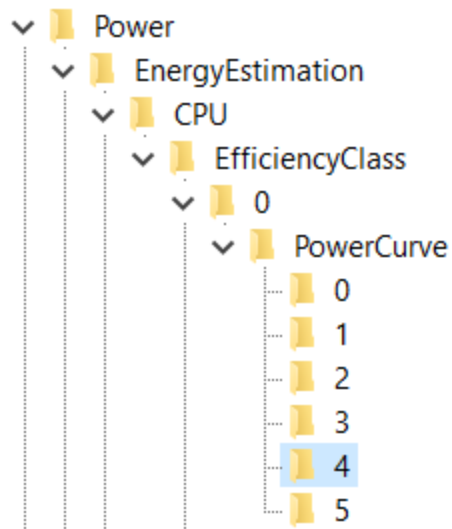 Power
EnergyEstimation
CPU
EfficiencyClass
0
PowerCurve
0
1
2
3
4
5